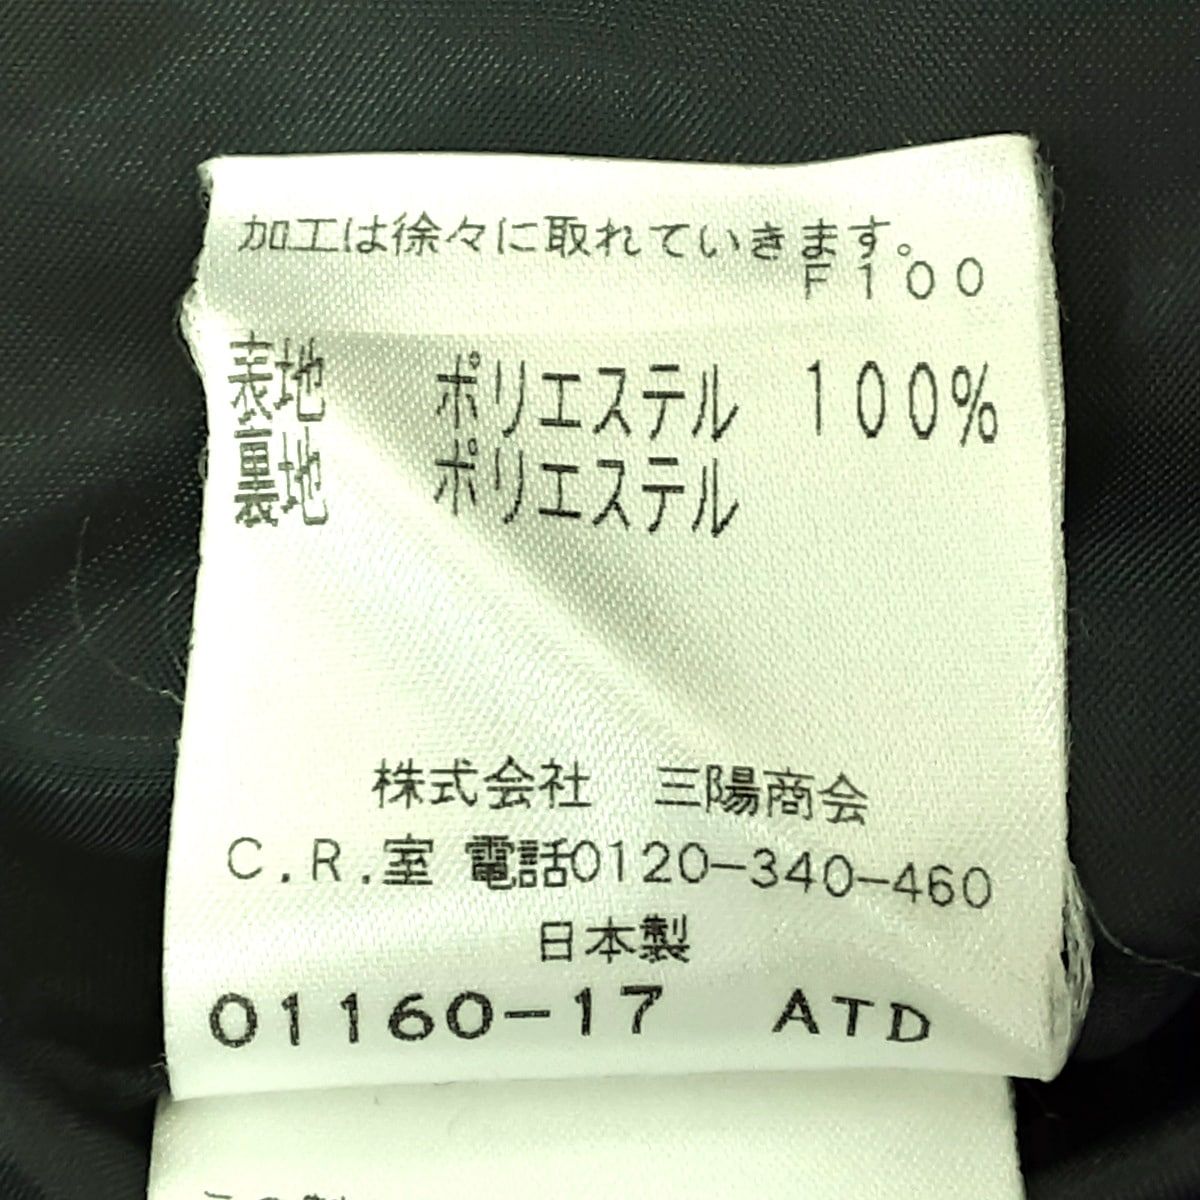 加工は徐々に取れていきます。
F100
表地 ポリエステル 100%
裏地 ポリエステル
株式会社 三陽商会
C.R.室 電話0120-340-460
日本製
01160-17 ATD